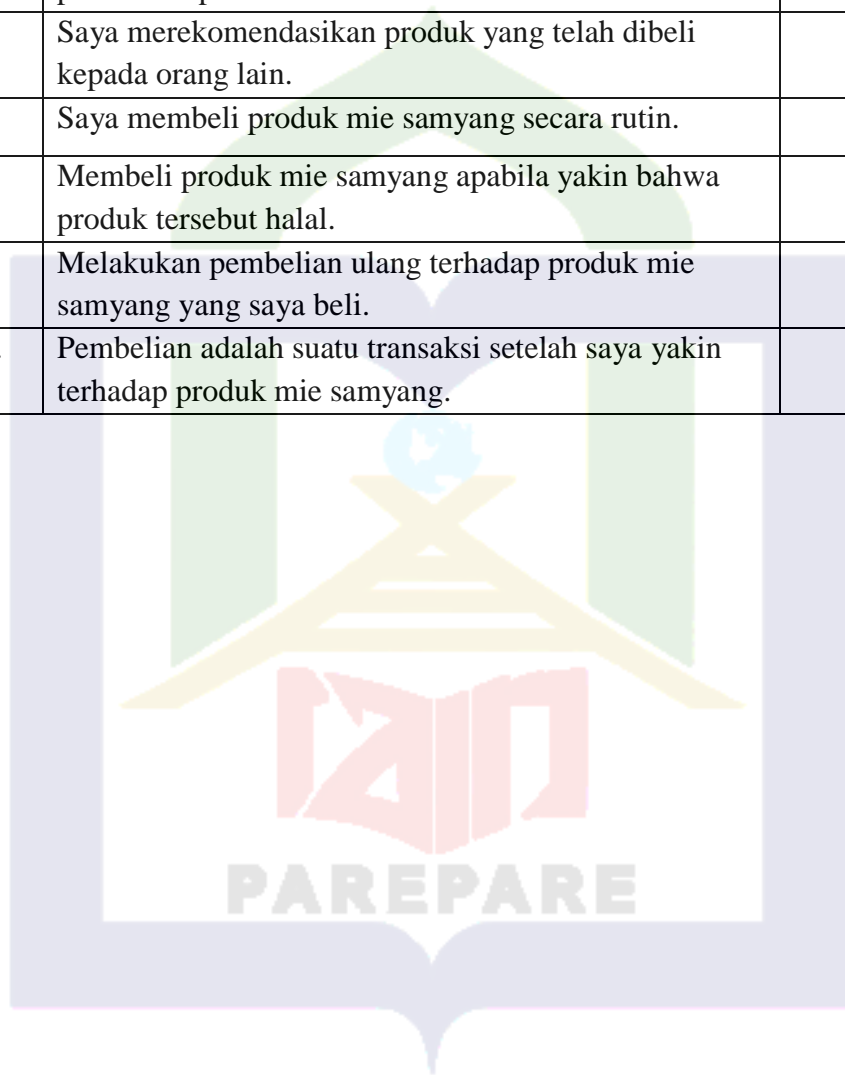 Saya merekomendasikan produk yang telah dibeli
kepada orang lain.
Saya membeli produk mie samyang secara rutin.
Membeli produk mie samyang apabila yakin bahwa
produk tersebut halal.
Melakukan pembelian ulang terhadap produk mie
samyang yang saya beli.
Pembelian adalah suatu transaksi setelah saya yakin
terhadap produk mie samyang.
iain
PAREPARE